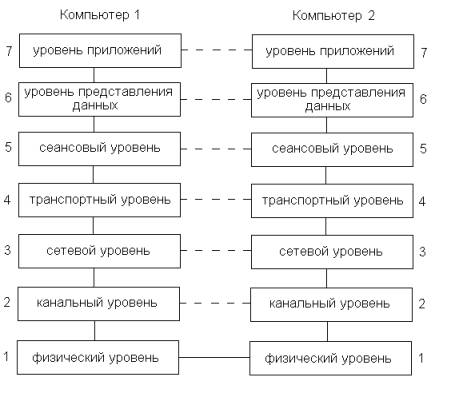 Компьютер 1 Компьютер 2
7 уровень приложений уровень приложений 7
6 уровень представления данных уровень представления данных 6
5 сеансовый уровень сеансовый уровень 5
4 транспортный уровень транспортный уровень 4
3 сетевой уровень сетевой уровень 3
2 канальный уровень канальный уровень 2
1 физический уровень физический уровень 1